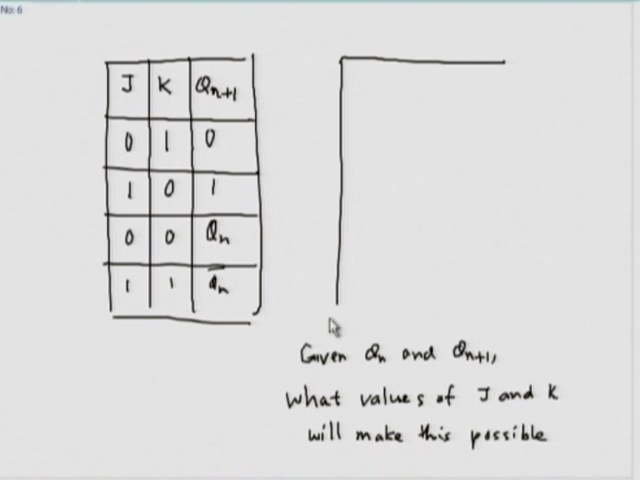 No: 6
J K Qn+1
0 1 0
1 0 1
0 0 Qn
1 1 Q̅n
Given Qn and Qn+1,
what values of J and K
will make this possible